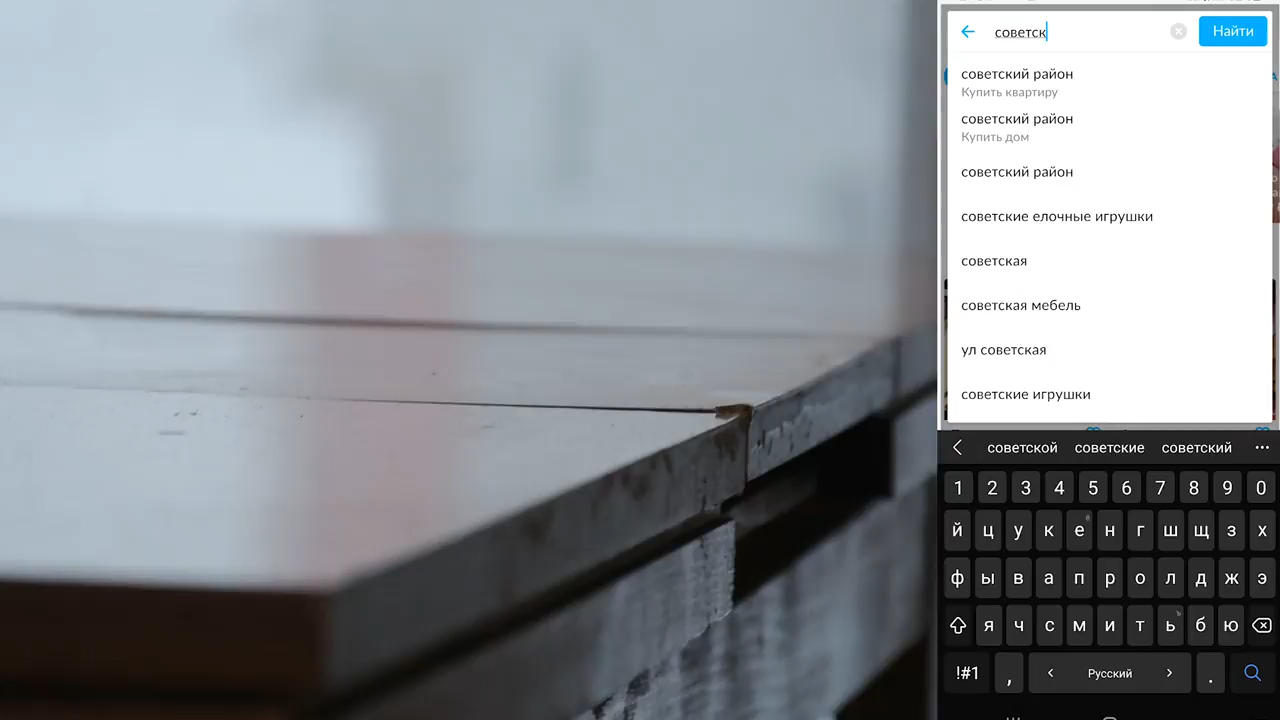 советск
Найти
советский район
Купить квартиру
советский район
Купить дом
советский район
советские елочные игрушки
советская
советская мебель
ул советская
советские игрушки
советской советские советский
1 2 3 4 5 6 7 8 9 0
й ц у к е н г ш щ з х
ф ы в а п р о л д ж э
я ч с м и т ь б ю
!#1 , Русский .